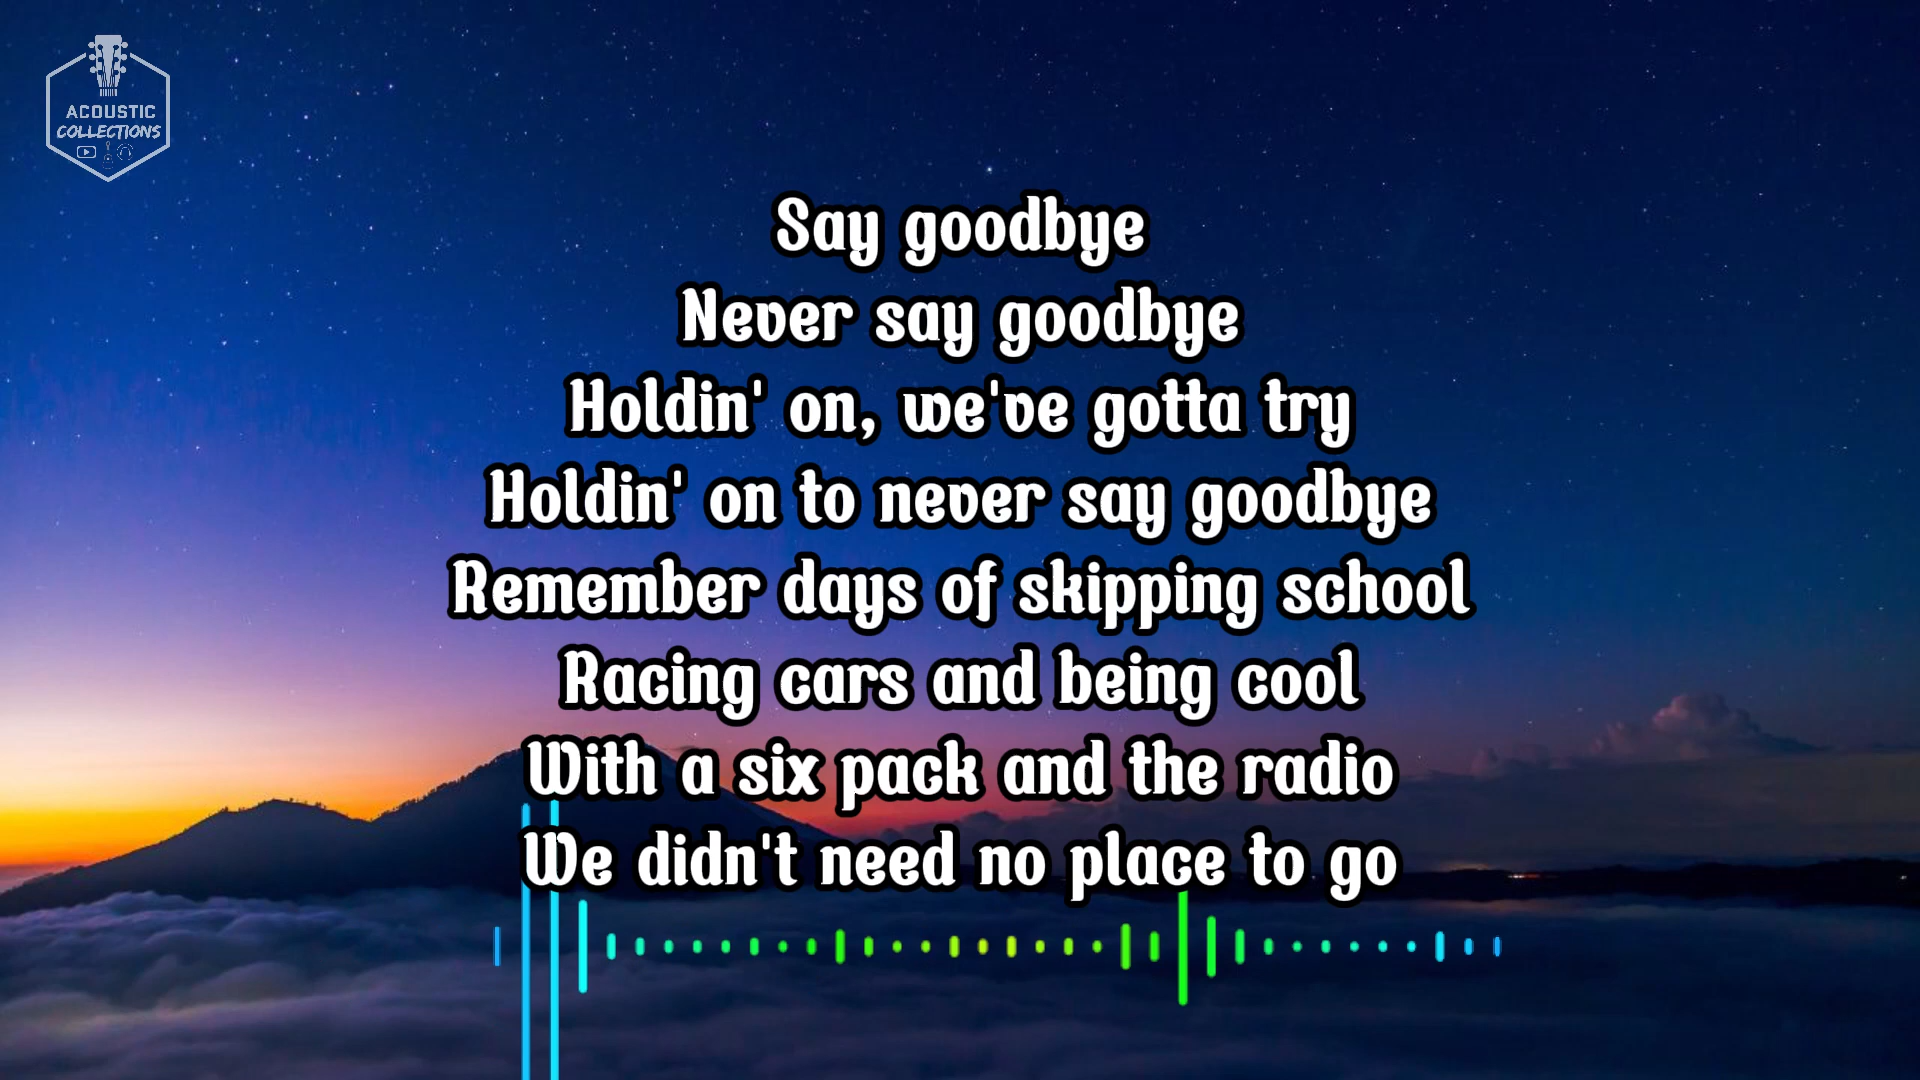 ACOUSTIC
COLLECTIONS
Say goodbye
Never say goodbye
Holdin' on, we've gotta try
Holdin' on to never say goodbye
Remember days of skipping school
Racing cars and being cool
With a six pack and the radio
We didn't need no place to go